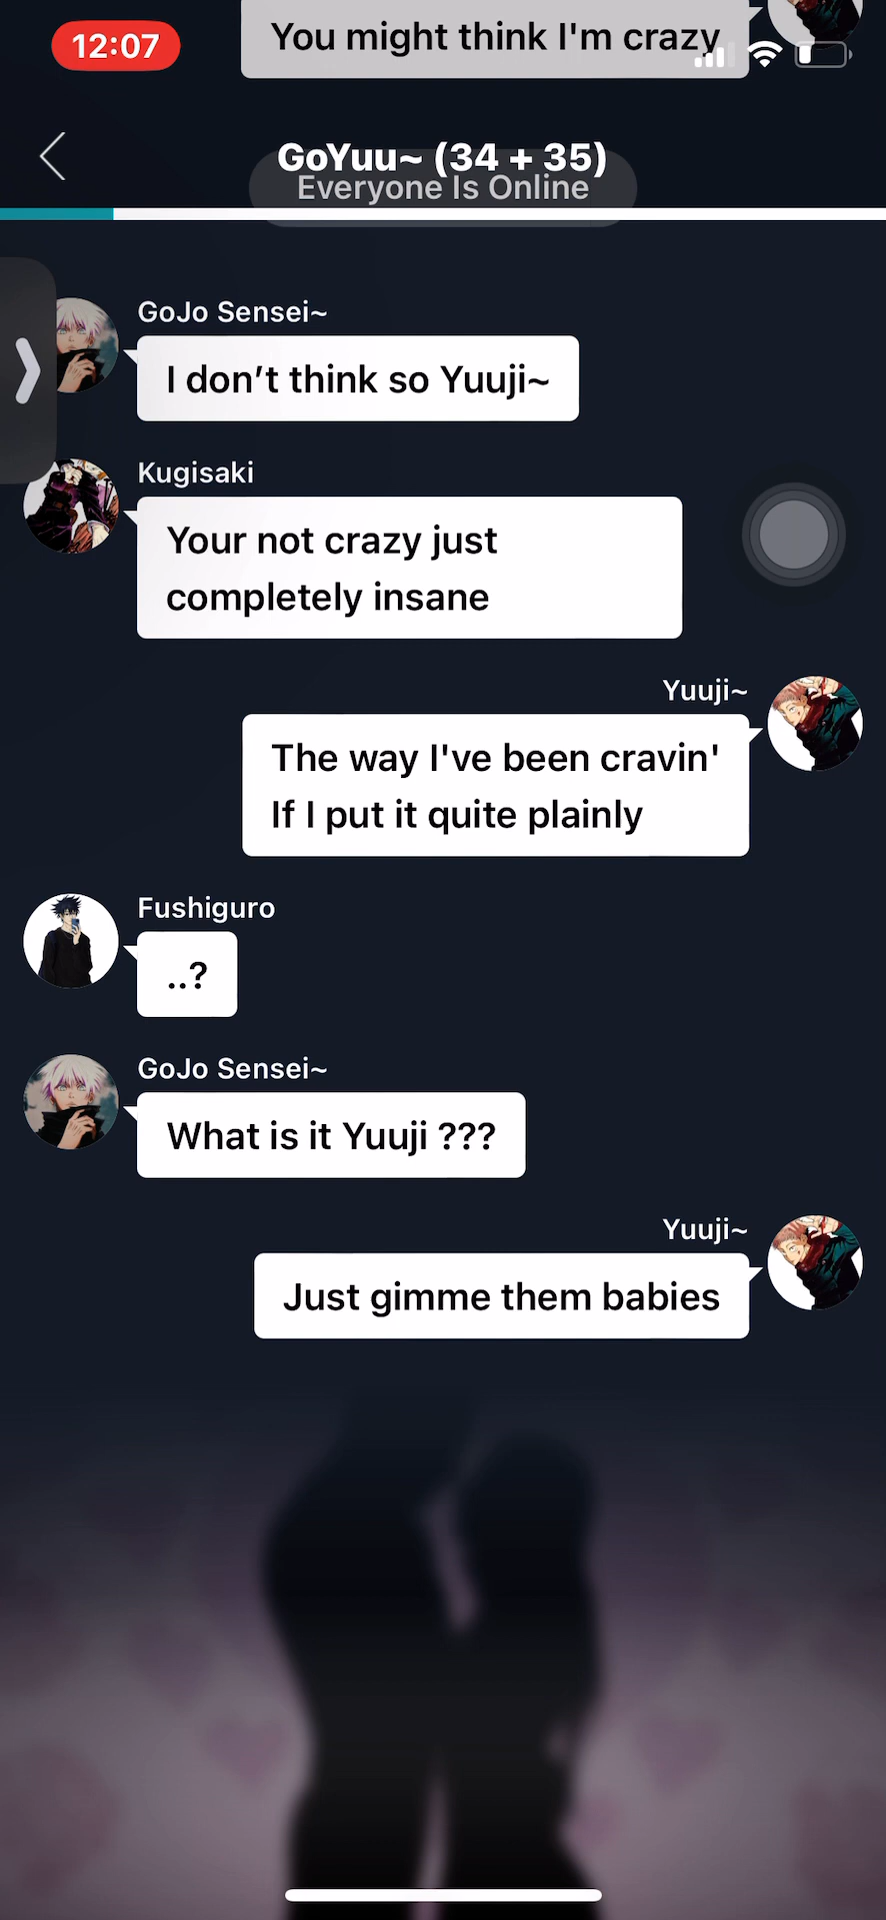 You might think I'm crazy
12:07
GoYuu~ (34 + 35)
Everyone Is Online
GoJo Sensei~
I don’t think so Yuuji~
Kugisaki
Your not crazy just
completely insane
Yuuji~
The way I've been cravin'
If I put it quite plainly
Fushiguro
..?
GoJo Sensei~
What is it Yuuji ???
Yuuji~
Just gimme them babies